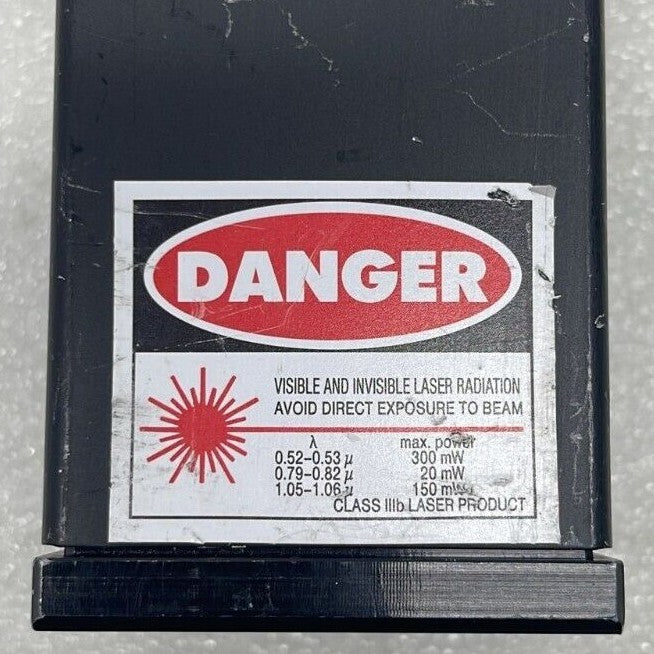 DANGER
VISIBLE AND INVISIBLE LASER RADIATION
AVOID DIRECT EXPOSURE TO BEAM
λ max. power
0.52-0.53 μ 300 mW
0.79-0.82 μ 20 mW
1.05-1.06 μ 150 mW
CLASS IIIb LASER PRODUCT